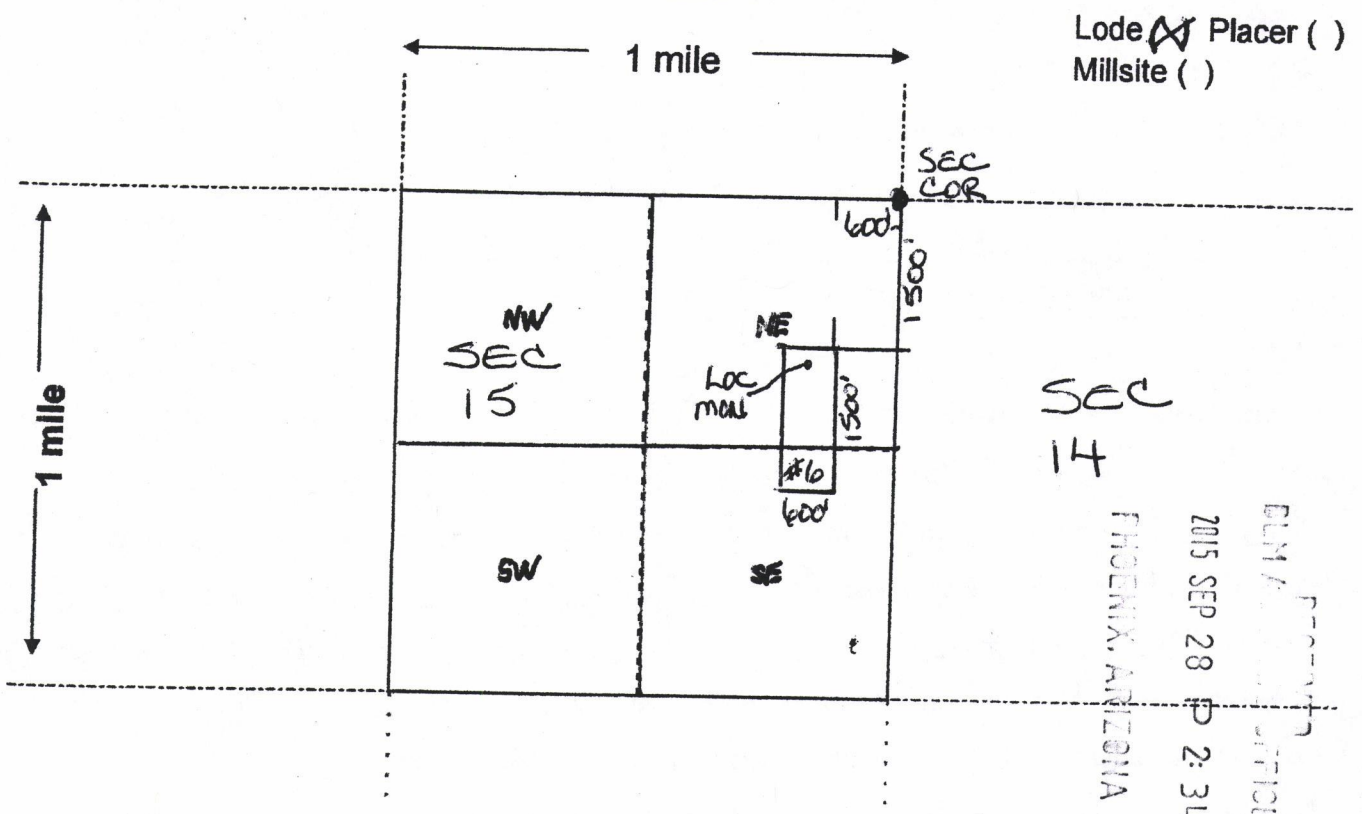 Lode (X) Placer ( )
Millsite ( )
1 mile
SEC
COR
600'
1500'
NW
SEC
15
NE
LOC
MON
1500'
SEC
14
1 mile
#6
600'
SW
SE
BLM
2015 SEP 28 P 2:
PHOENIX, ARIZONA